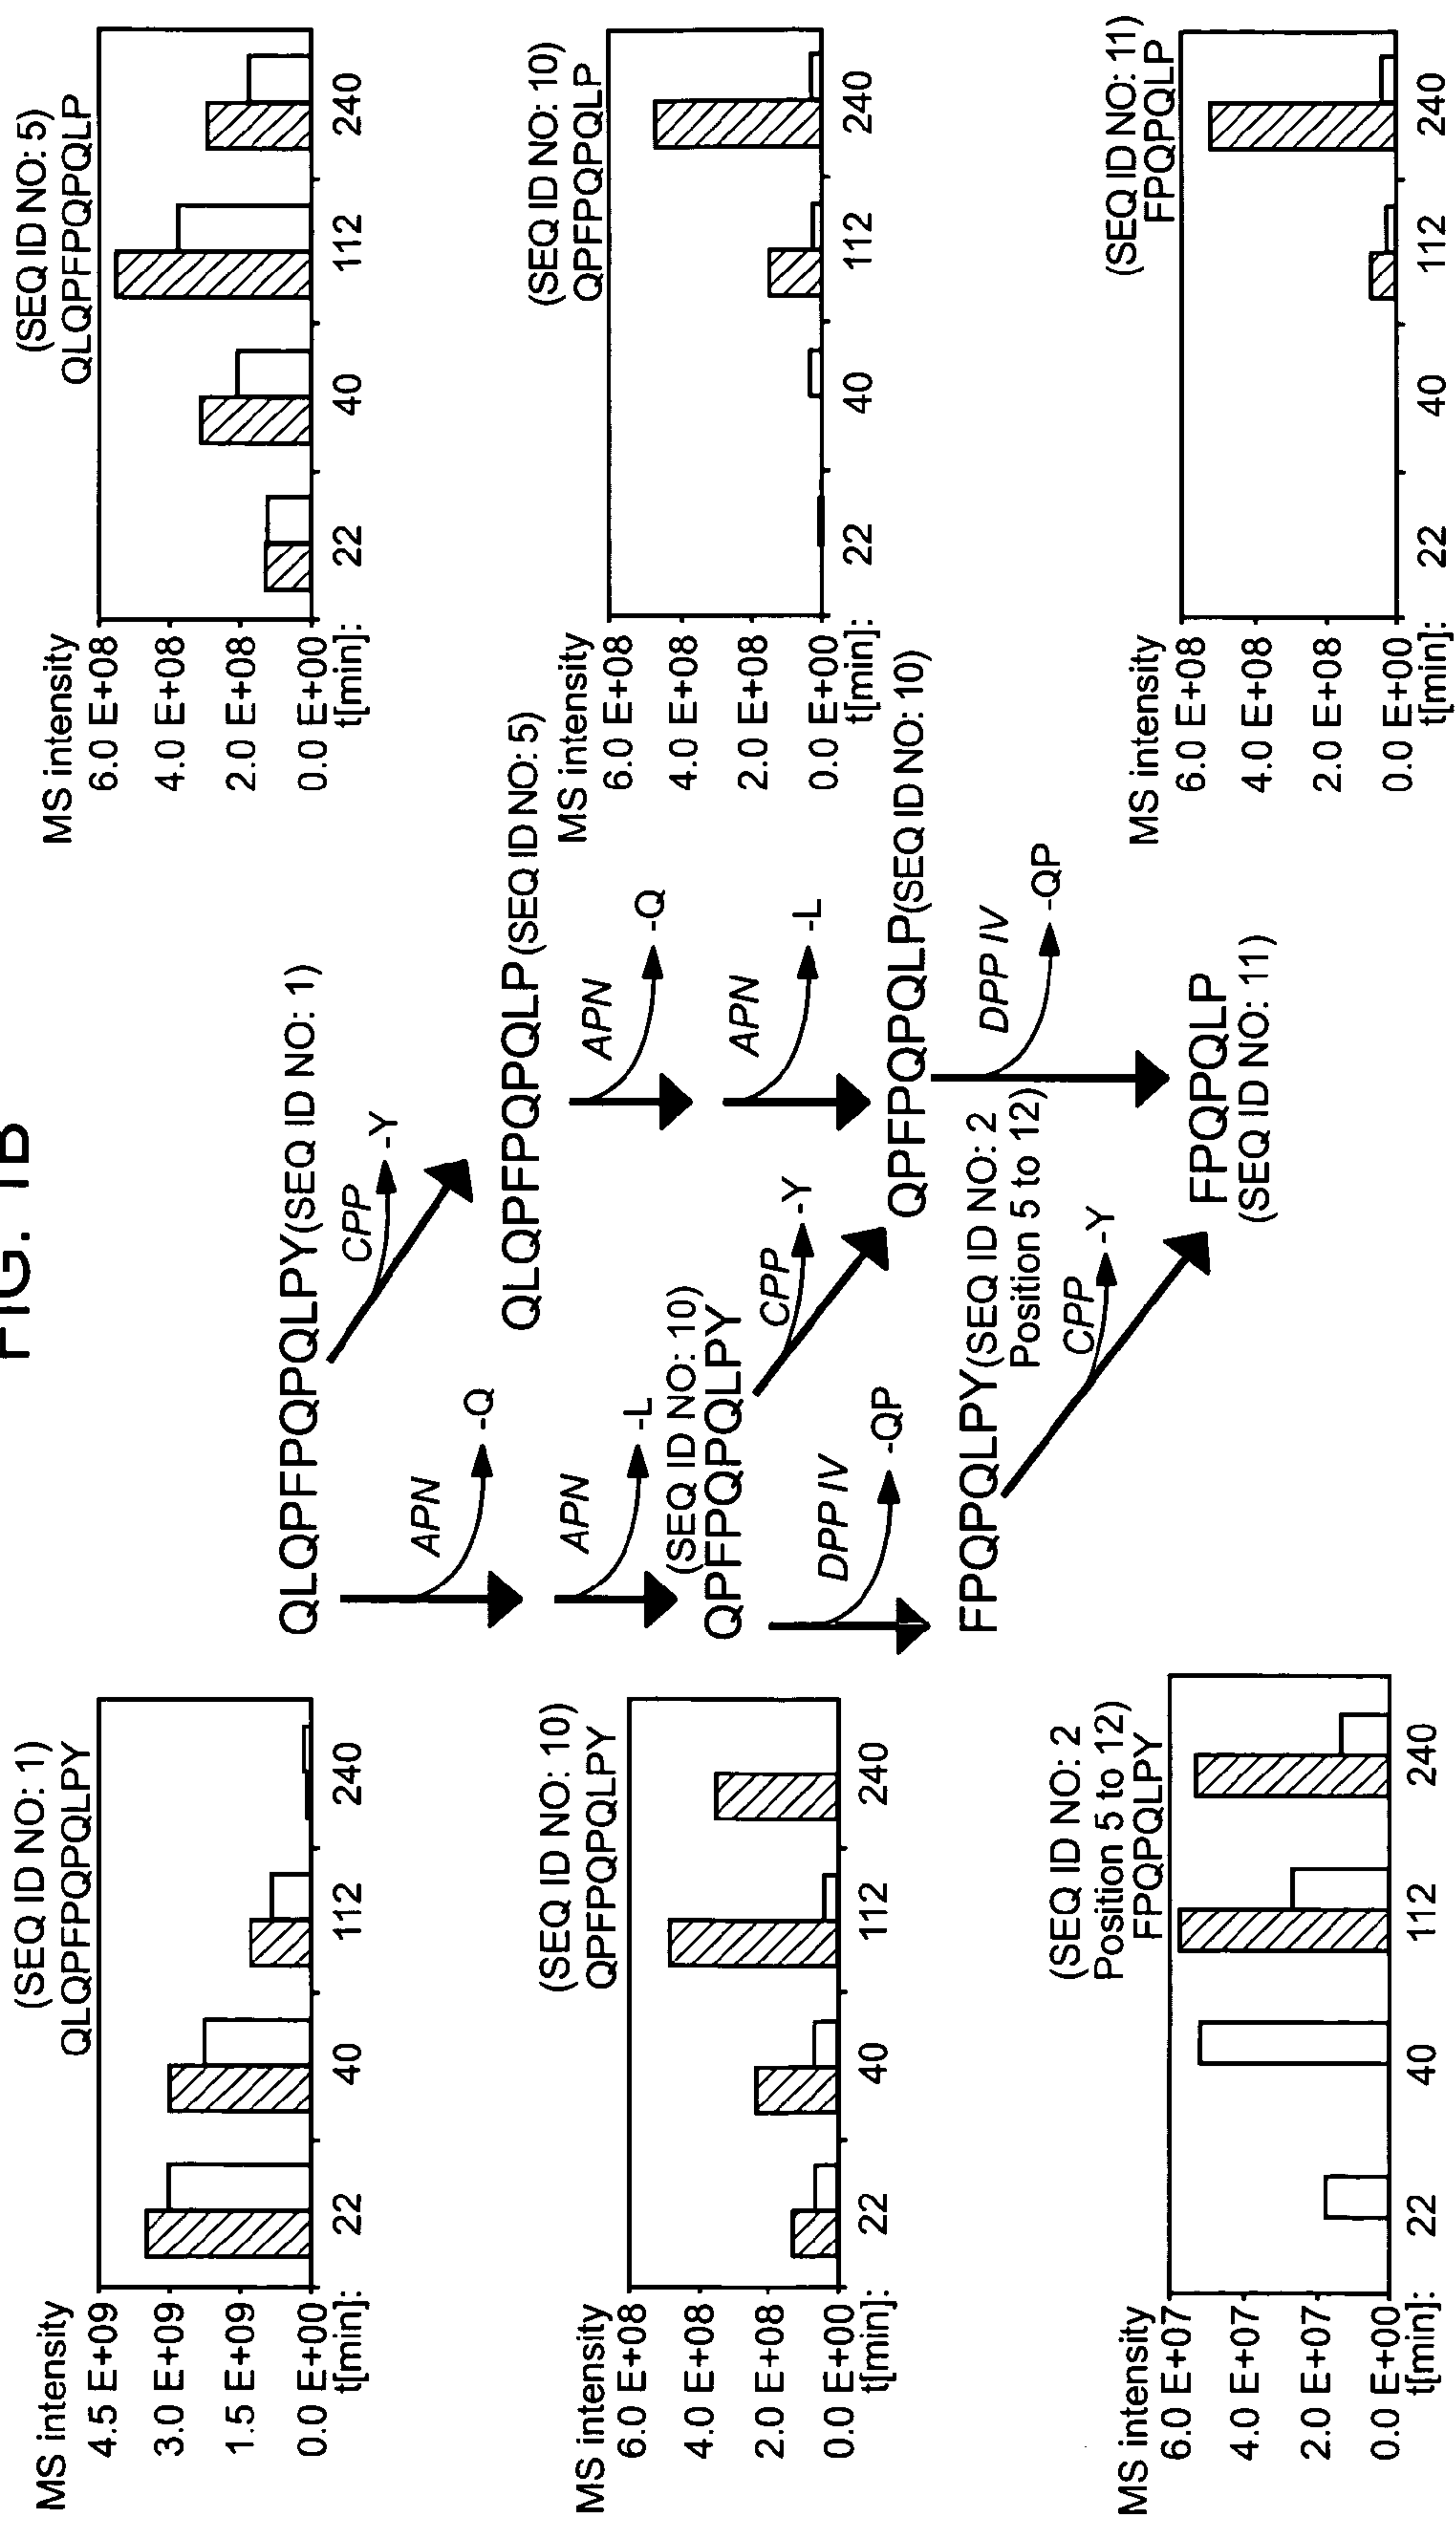 FIG. 1B
(SEQ ID NO: 1)
QLQPFPQPQLPY
MS intensity
4.5 E+09
3.0 E+09
1.5 E+09
0.0 E+00
t[min]:
22 40 112 240
(SEQ ID NO: 10)
QPFPQPQLPY
MS intensity
6.0 E+08
4.0 E+08
2.0 E+08
0.0 E+00
t[min]:
22 40 112 240
(SEQ ID NO: 2
Position 5 to 12)
FPQPQLPY
MS intensity
6.0 E+07
4.0 E+07
2.0 E+07
0.0 E+00
t[min]:
22 40 112 240
QLQPFPQPQLPY(SEQ ID NO: 1)
APN
-Q
CPP
-Y
APN
-L
QLQPFPQPQLP(SEQ ID NO: 5)
APN
-Q
APN
-L
(SEQ ID NO: 10)
QPFPQPQLPY
CPP
-Y
DPP IV
-QP
QPFPQPQLP(SEQ ID NO: 10)
DPP IV
-QP
FPQPQLPY(SEQ ID NO: 2
Position 5 to 12)
CPP
-Y
FPQPQLP
(SEQ ID NO: 11)
(SEQ ID NO: 5)
QLQPFPQPQLP
MS intensity
6.0 E+08
4.0 E+08
2.0 E+08
0.0 E+00
t[min]:
22 40 112 240
(SEQ ID NO: 10)
QPFPQPQLP
MS intensity
6.0 E+08
4.0 E+08
2.0 E+08
0.0 E+00
t[min]:
22 40 112 240
(SEQ ID NO: 11)
FPQPQLP
MS intensity
6.0 E+08
4.0 E+08
2.0 E+08
0.0 E+00
t[min]:
22 40 112 240